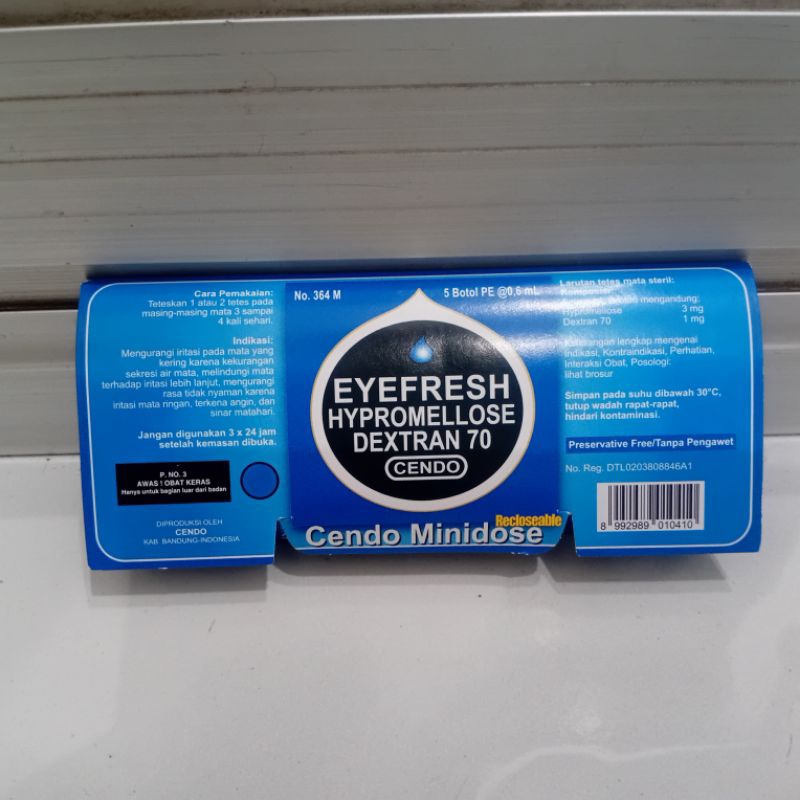 Cara Pemakaian:
Teteskan 1 atau 2 tetes pada
masing-masing mata 3 sampai
4 kali sehari.
Indikasi:
Mengurangi iritasi pada mata yang
kering karena kekurangan
sekresi air mata, melindungi mata
terhadap iritasi lebih lanjut, mengurangi
rasa tidak nyaman karena
iritasi mata ringan, terkena angin, dan
sinar matahari.
Jangan digunakan 3 x 24 jam
setelah kemasan dibuka.
P. NO. 3
AWAS ! OBAT KERAS
Hanya untuk bagian luar dari badan
DIPRODUKSI OLEH
CENDO
KAB. BANDUNG-INDONESIA
No. 364 M
5 Botol PE @0,6 mL
EYEFRESH
HYPROMELLOSE
DEXTRAN 70
CENDO
Recloseable
Cendo Minidose
Larutan tetes mata steril:
Komposisi:
mengandung:
Hypromellose 3 mg
Dextran 70 1 mg
Keterangan lengkap mengenai
Indikasi, Kontraindikasi, Perhatian,
Interaksi Obat, Posologi:
lihat brosur
Simpan pada suhu dibawah 30°C,
tutup wadah rapat-rapat,
hindari kontaminasi.
Preservative Free/Tanpa Pengawet
No. Reg. DTL0203808846A1
8 992989 010410